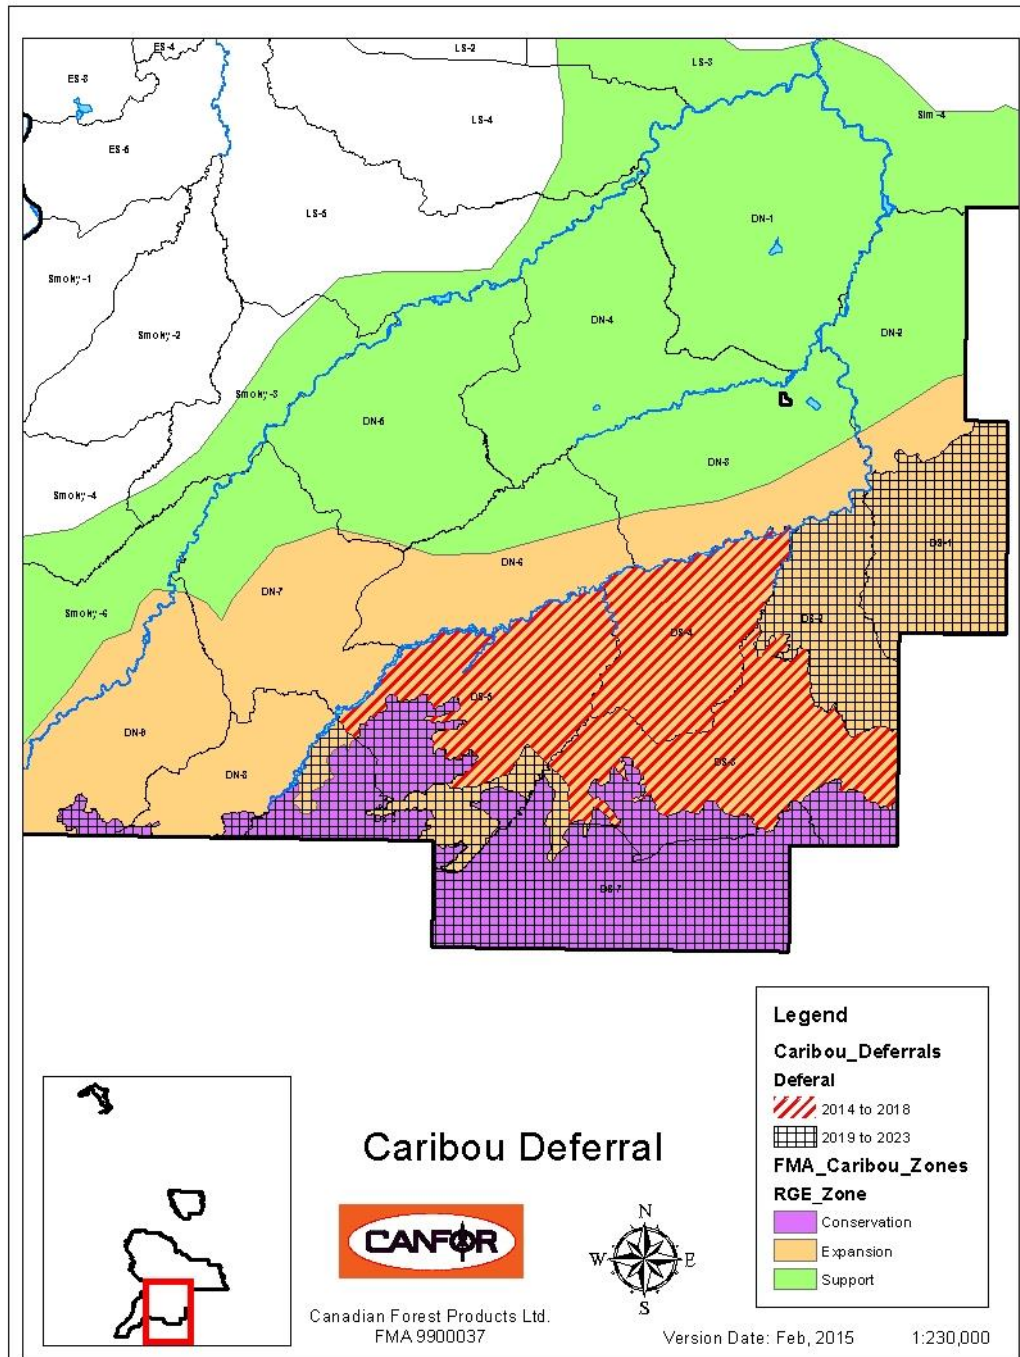 ES-4
LS-2
ES-3
LS-3
LS-4
Sim-4
ES-5
LS-5
DN-1
Smoky-1
DN-4
Smoky-2
DN-2
Smoky-3
DN-5
DN-3
Smoky-4
DS-1
DN-6
DN-7
Smoky-6
DS-2
DS-4
DS-5
DN-9
DS-3
DN-8
DS-7
Legend
Caribou_Deferrals
Deferal
2014 to 2018
2019 to 2023
FMA_Caribou_Zones
RGE_Zone
Conservation
Expansion
Support
Caribou Deferral
CANFOR
N
W E
S
Canadian Forest Products Ltd.
FMA 9900037
Version Date: Feb, 2015 1:230,000